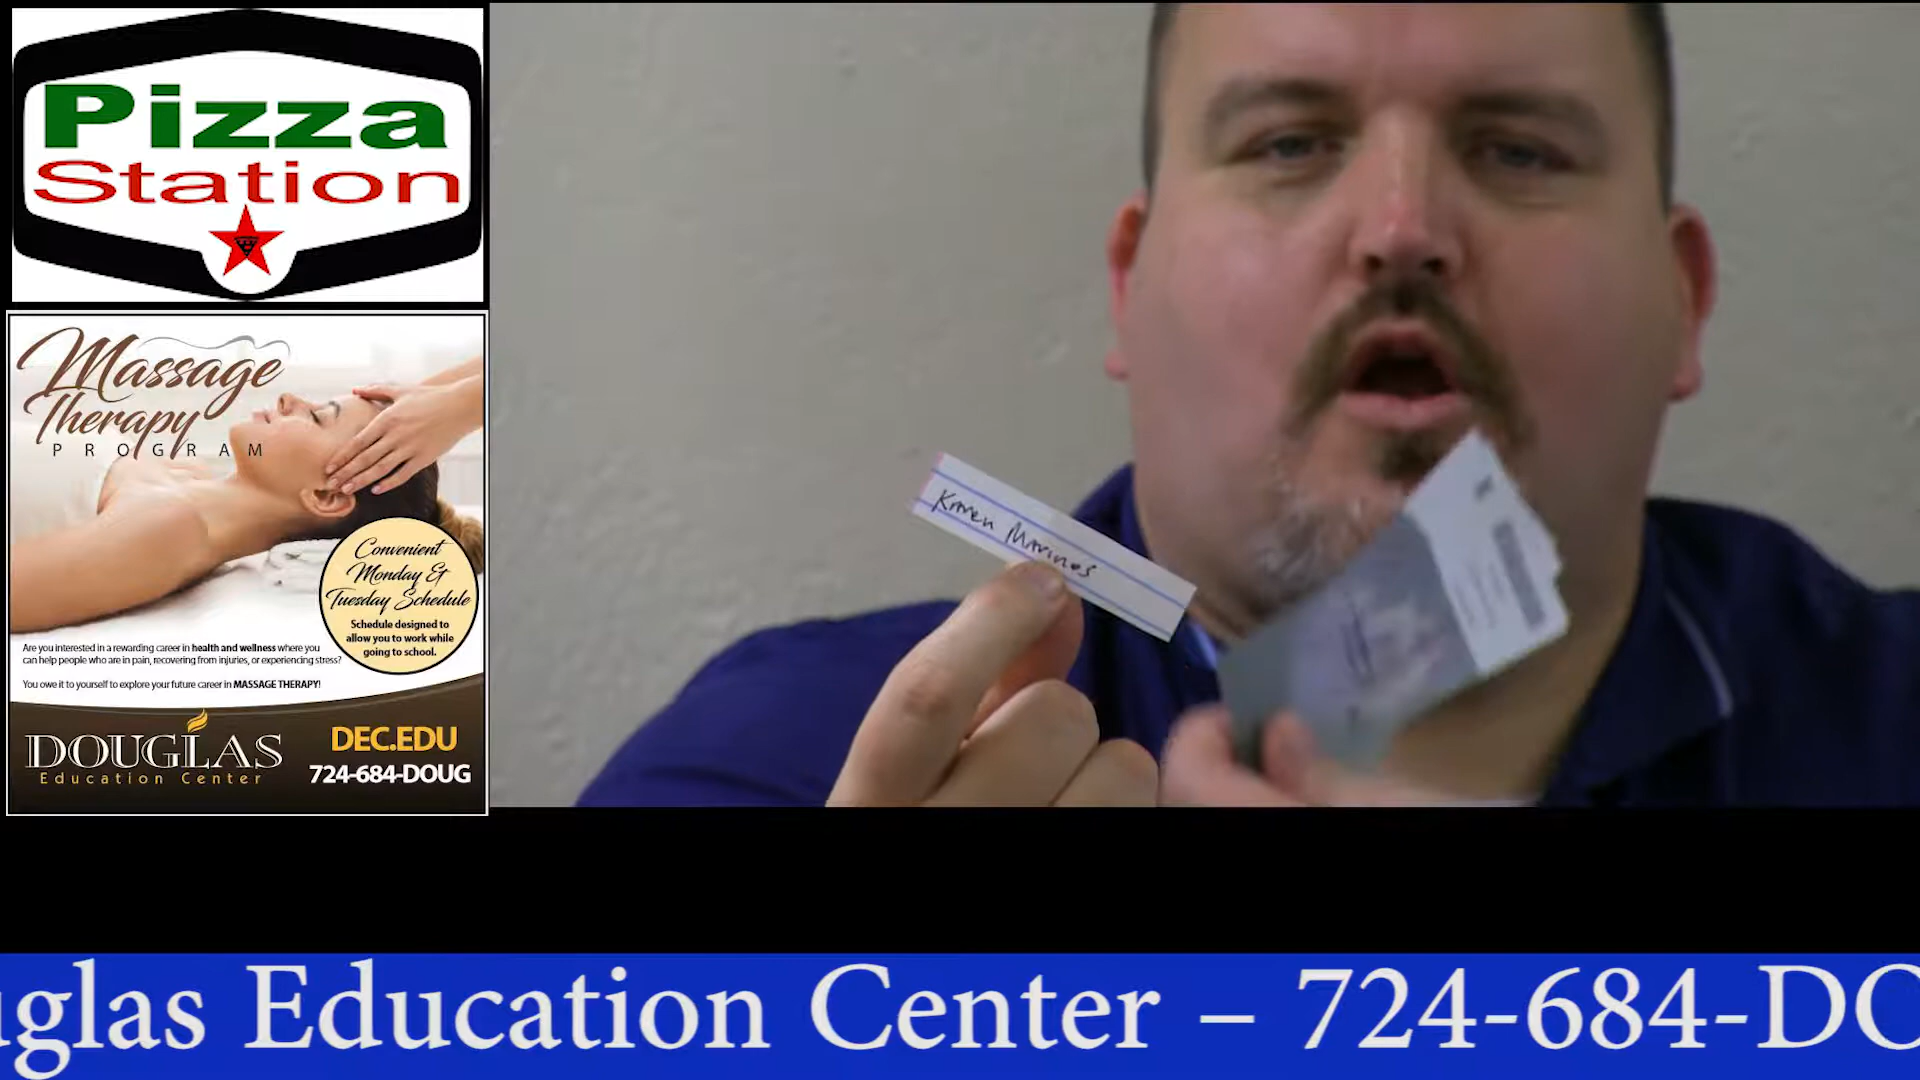 Pizza
Station
Massage
Therapy
PROGRAM
Convenient
Monday &
Tuesday Schedule
Schedule designed to
allow you to work while
going to school.
Are you interested in a rewarding career in health and wellness where you
can help people who are in pain, recovering from injuries, or experiencing stress?
You owe it to yourself to explore your future career in MASSAGE THERAPY!
DOUGLAS
Education Center
DEC.EDU
724-684-DOUG
Karen Marinos
uglas Education Center – 724-684-DO